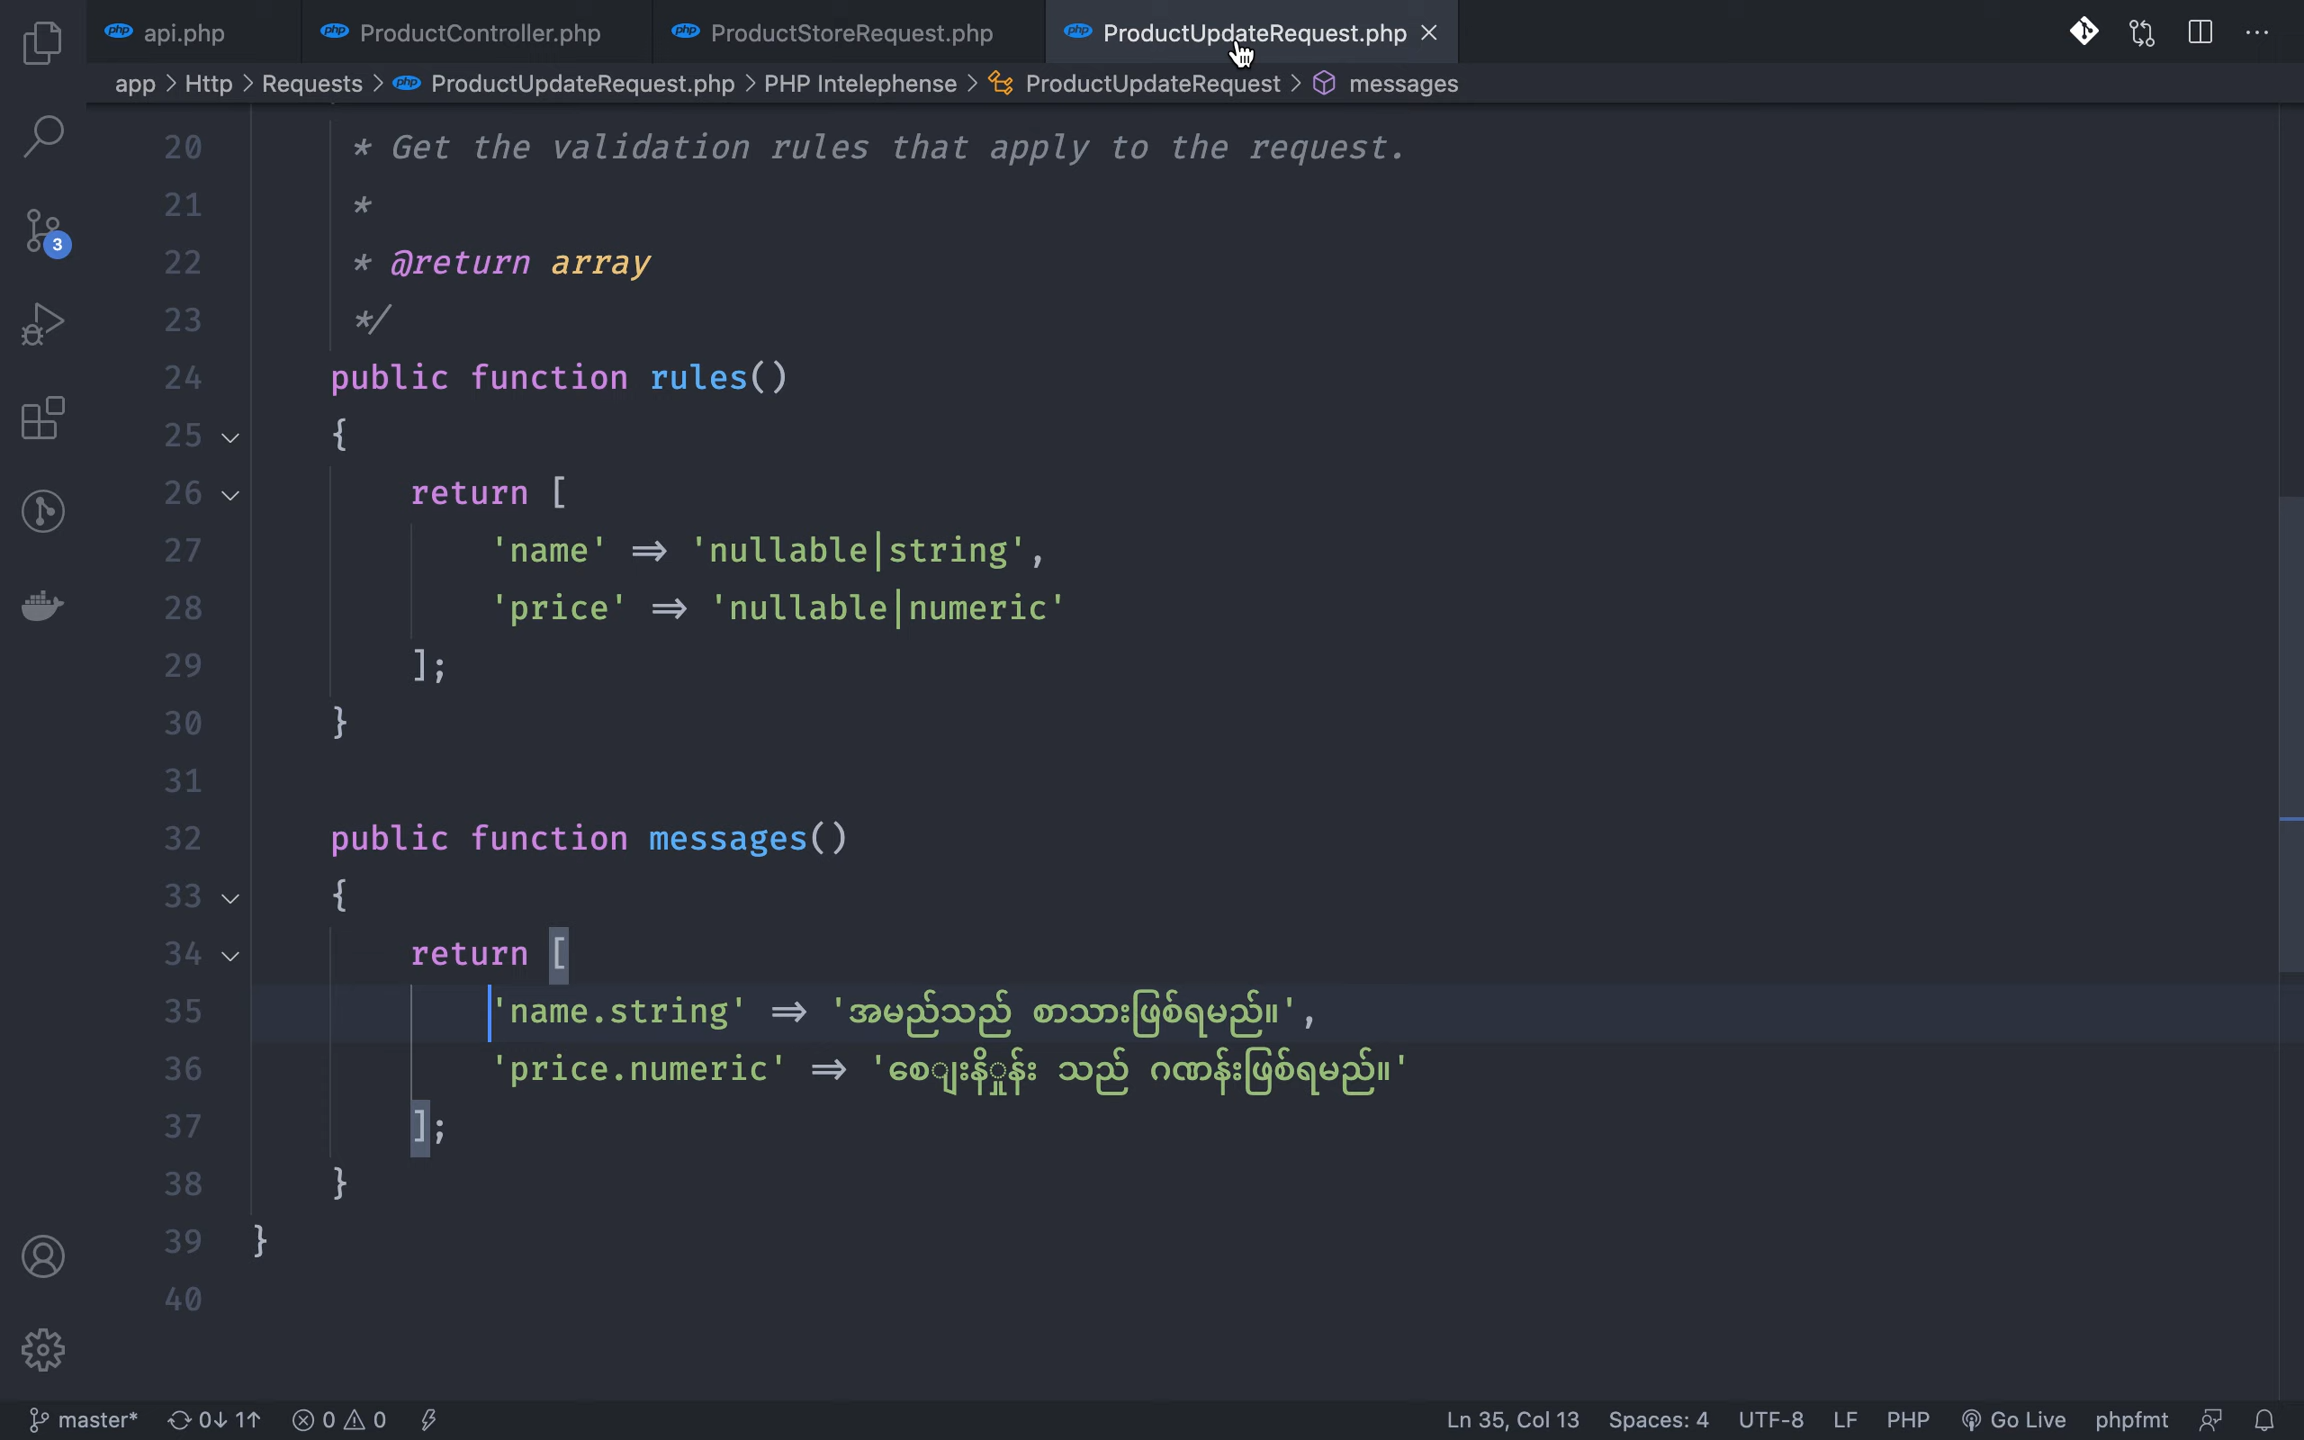 api.php
ProductController.php
ProductStoreRequest.php
ProductUpdateRequest.php
app > Http > Requests > ProductUpdateRequest.php > PHP Intelephense > ProductUpdateRequest > messages
20 * Get the validation rules that apply to the request.
21 *
22 * @return array
23 */
24 public function rules()
25 {
26 return [
27 'name' => 'nullable|string',
28 'price' => 'nullable|numeric'
29 ];
30 }
31
32 public function messages()
33 {
34 return [
35 'name.string' => 'အမည်သည် စာသားဖြစ်ရမည်။',
36 'price.numeric' => 'စေျးနိှုန်း သည် ဂဏန်းဖြစ်ရမည်။'
37 ];
38 }
39 }
40
3
master* 0↓ 1↑ 0 0 Ln 35, Col 13 Spaces: 4 UTF-8 LF PHP Go Live phpfmt